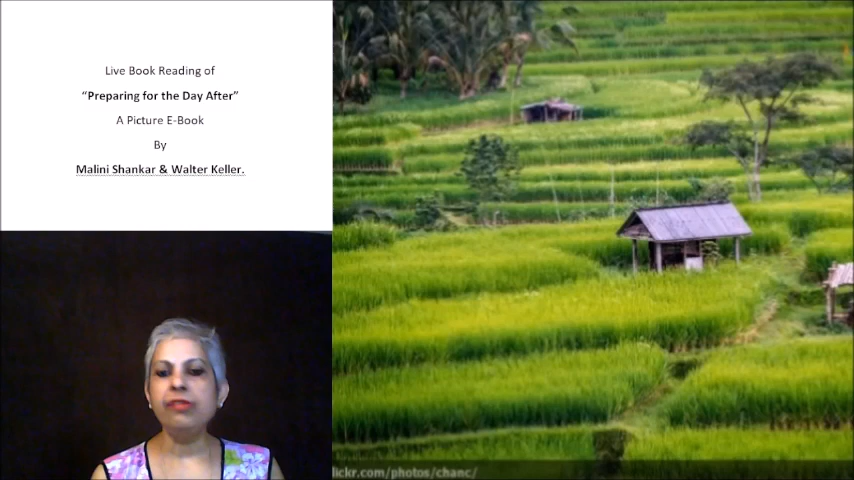 Live Book Reading of
“Preparing for the Day After”
A Picture E-Book
By
Malini Shankar & Walter Keller.
lickr.com/photos/chanc/